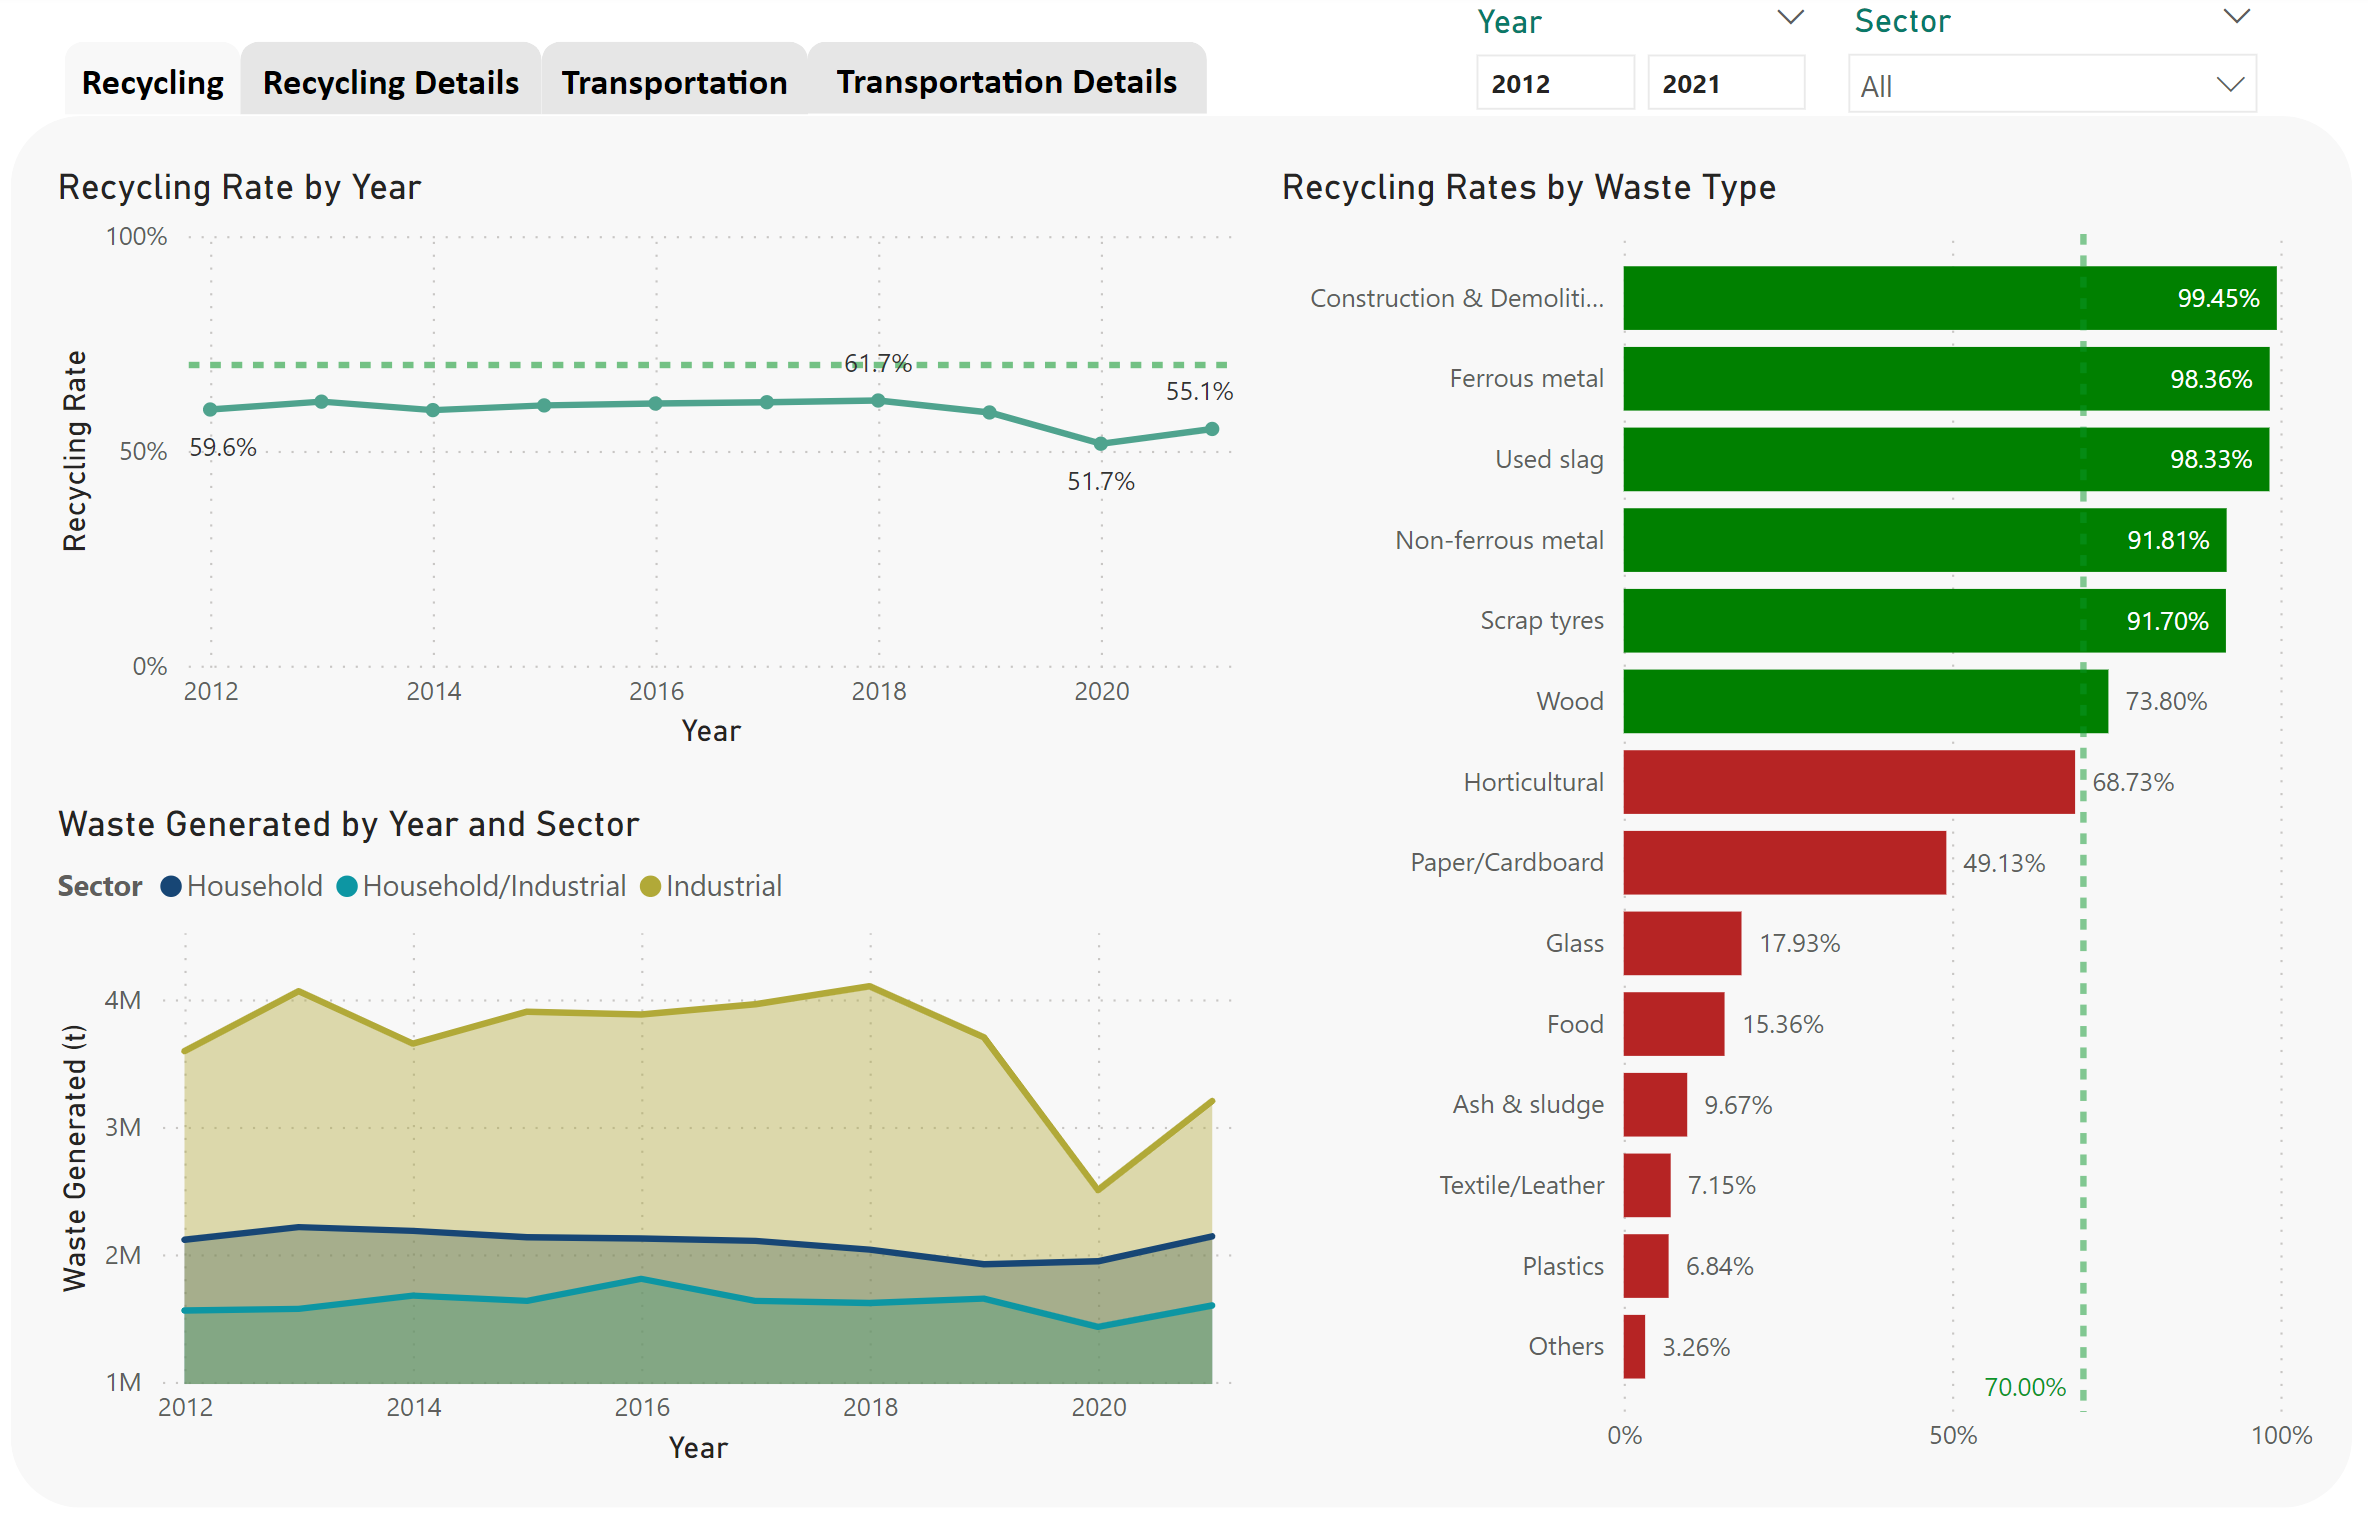 Recycling
Recycling Details
Transportation
Transportation Details
Year
2012
2021
Sector
All
Recycling Rate by Year
100%
50%
0%
Recycling Rate
59.6%
61.7%
51.7%
55.1%
2012
2014
2016
2018
2020
Year
Waste Generated by Year and Sector
Sector
Household
Household/Industrial
Industrial
4M
3M
2M
1M
Waste Generated (t)
2012
2014
2016
2018
2020
Year
Recycling Rates by Waste Type
Construction & Demoliti...
99.45%
Ferrous metal
98.36%
Used slag
98.33%
Non-ferrous metal
91.81%
Scrap tyres
91.70%
Wood
73.80%
Horticultural
68.73%
Paper/Cardboard
49.13%
Glass
17.93%
Food
15.36%
Ash & sludge
9.67%
Textile/Leather
7.15%
Plastics
6.84%
Others
3.26%
70.00%
0%
50%
100%